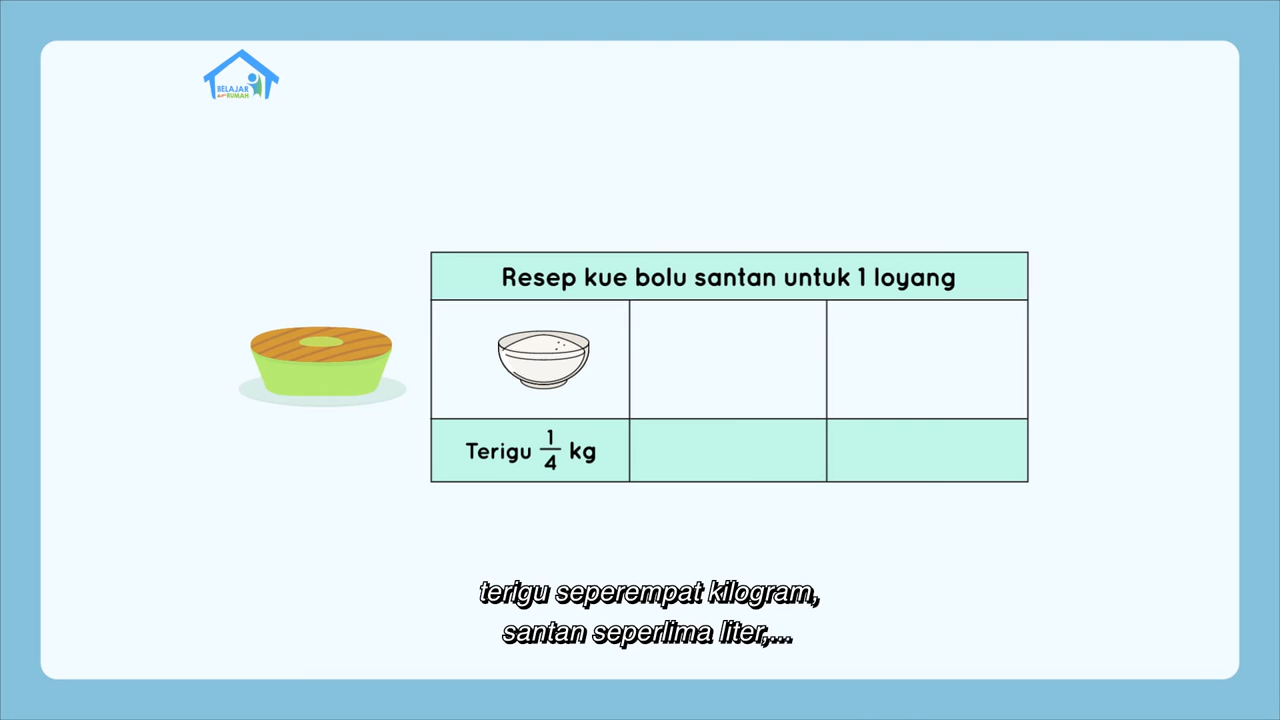 BELAJAR
dari RUMAH
Resep kue bolu santan untuk 1 loyang
Terigu 1/4 kg
terigu seperempat kilogram,
santan seperlima liter,...